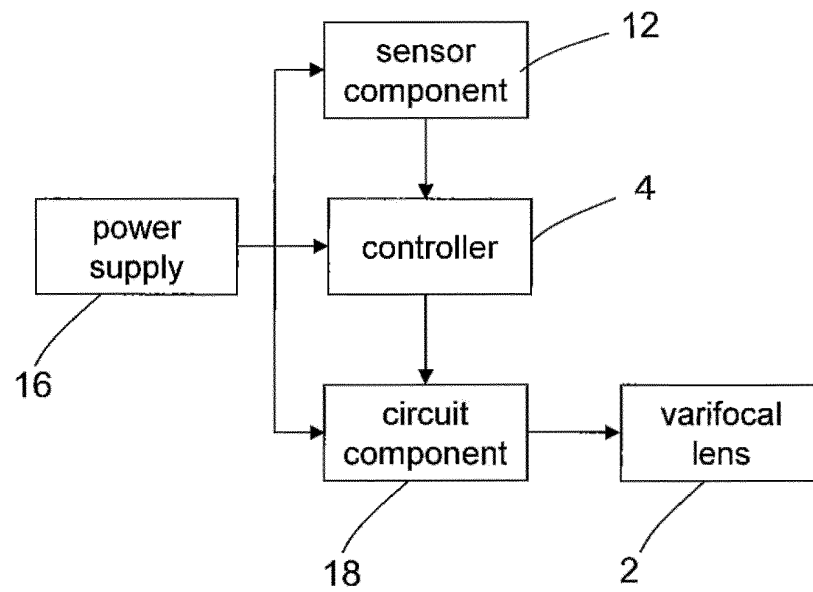 12
sensor
component
4
power
supply
controller
16
circuit
component
varifocal
lens
18
2